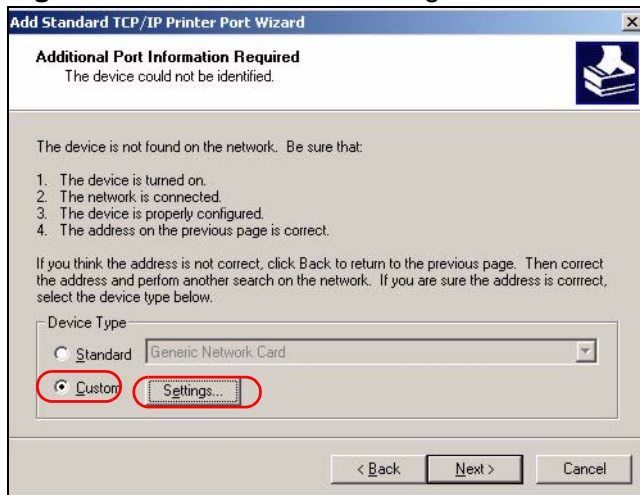 Add Standard TCP/IP Printer Port Wizard
Additional Port Information Required
The device could not be identified.
The device is not found on the network. Be sure that:
1. The device is turned on.
2. The network is connected.
3. The device is properly configured.
4. The address on the previous page is correct.
If you think the address is not correct, click Back to return to the previous page. Then correct
the address and perfom another search on the network. If you are sure the address is corrrect,
select the device type below.
Device Type
Standard Generic Network Card
Custom Settings...
< Back Next > Cancel